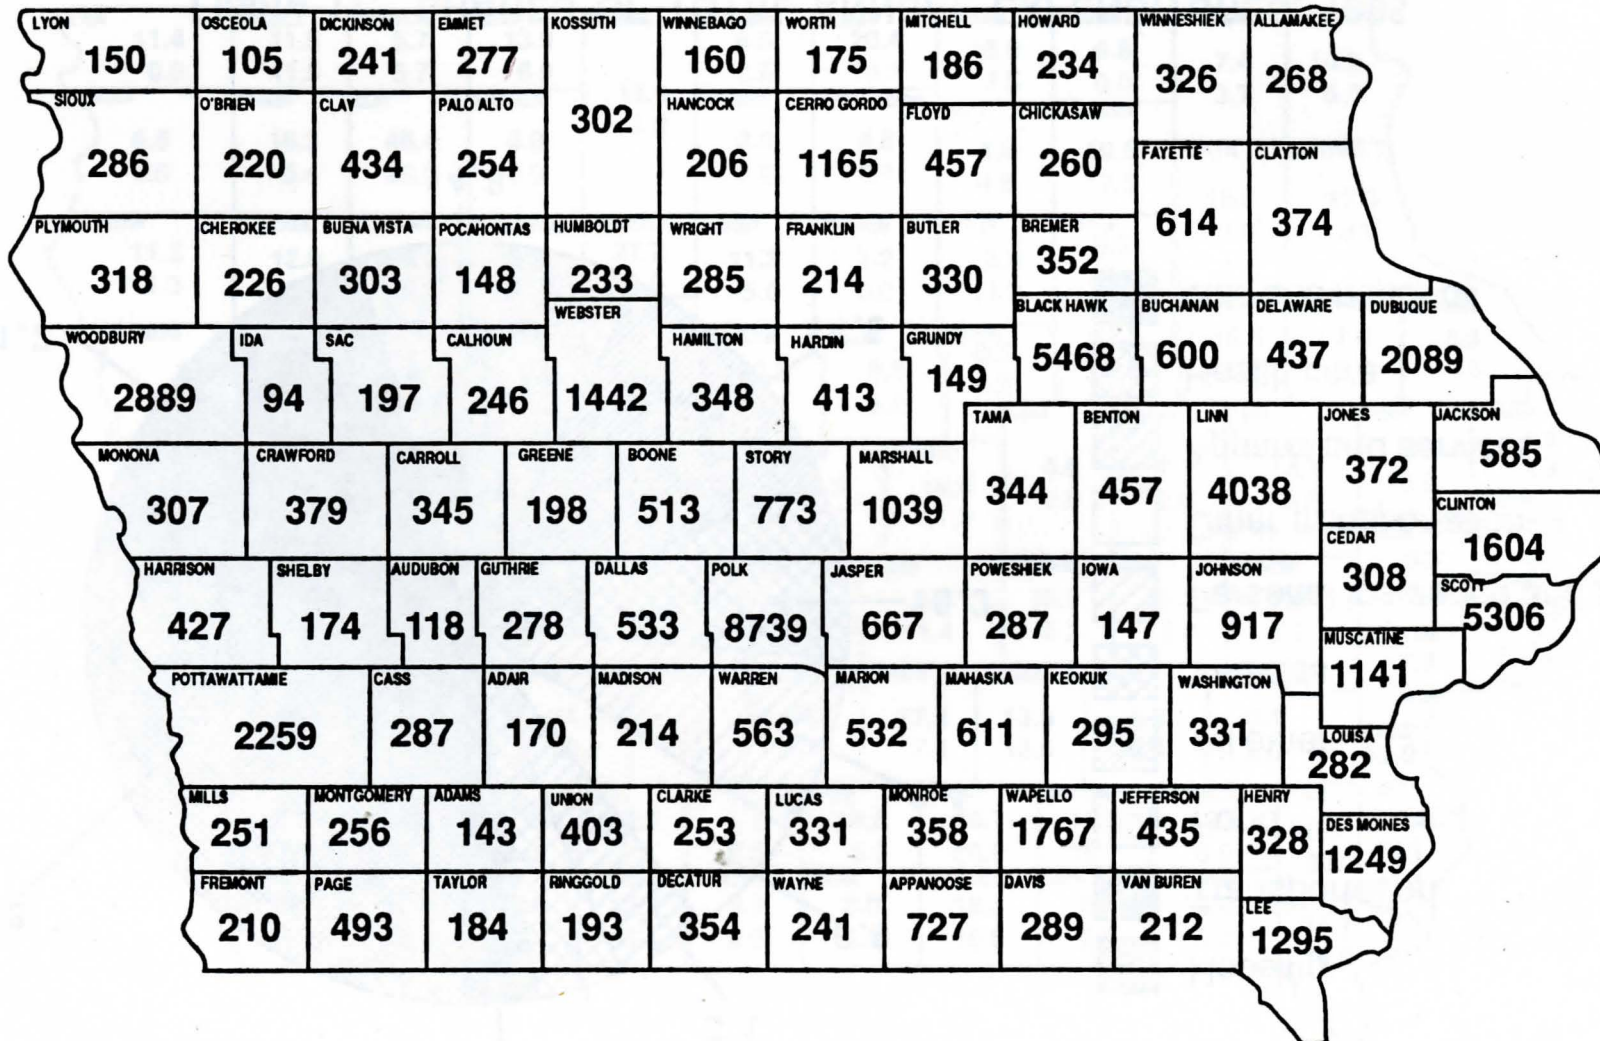 LYON OSCEOLA DICKINSON EMMET KOSSUTH WINNEBAGO WORTH MITCHELL HOWARD WINNESHIEK ALLAMAKEE
150 105 241 277 302 160 175 186 234 326 268
SIOUX O'BRIEN CLAY PALO ALTO HANCOCK CERRO GORDO FLOYD CHICKASAW
286 220 434 254 206 1165 457 260
FAYETTE CLAYTON
614 374
PLYMOUTH CHEROKEE BUENA VISTA POCAHONTAS HUMBOLDT WRIGHT FRANKLIN BUTLER BREMER
318 226 303 148 233 285 214 330 352
WEBSTER BLACK HAWK BUCHANAN DELAWARE DUBUQUE
1442 5468 600 437 2089
WOODBURY IDA SAC CALHOUN HAMILTON HARDIN GRUNDY
2889 94 197 246 348 413 149
TAMA BENTON LINN JONES JACKSON
344 457 4038 372 585
MONONA CRAWFORD CARROLL GREENE BOONE STORY MARSHALL
307 379 345 198 513 773 1039
CLINTON
1604
CEDAR
308
HARRISON SHELBY AUDUBON GUTHRIE DALLAS POLK JASPER POWESHIEK IOWA JOHNSON
427 174 118 278 533 8739 667 287 147 917
SCOTT
5306
MUSCATINE
1141
POTTAWATTAMIE CASS ADAIR MADISON WARREN MARION MAHASKA KEOKUK WASHINGTON
2259 287 170 214 563 532 611 295 331
LOUISA
282
MILLS MONTGOMERY ADAMS UNION CLARKE LUCAS MONROE WAPELLO JEFFERSON HENRY
251 256 143 403 253 331 358 1767 435 328
DES MOINES
1249
FREMONT PAGE TAYLOR RINGGOLD DECATUR WAYNE APPANOOSE DAVIS VAN BUREN
210 493 184 193 354 241 727 289 212
LEE
1295